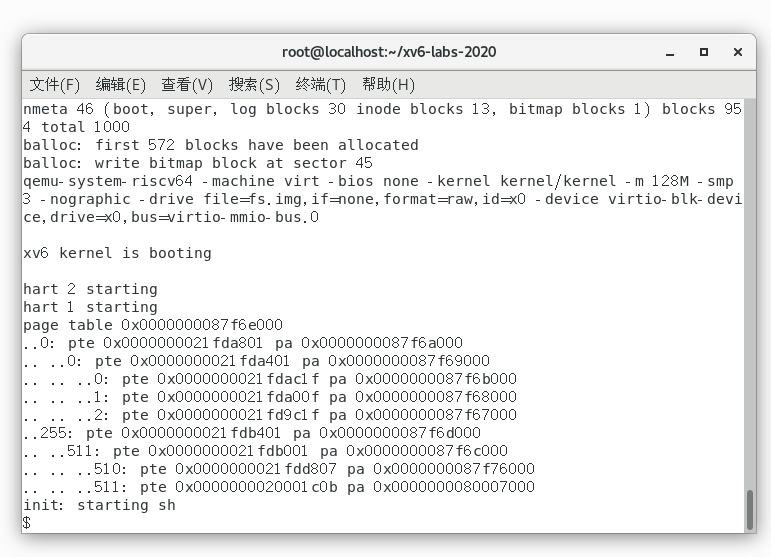 root@localhost:~/xv6-labs-2020
文件(F) 编辑(E) 查看(V) 搜索(S) 终端(T) 帮助(H)
nmeta 46 (boot, super, log blocks 30 inode blocks 13, bitmap blocks 1) blocks 95
4 total 1000
balloc: first 572 blocks have been allocated
balloc: write bitmap block at sector 45
qemu-system-riscv64 -machine virt -bios none -kernel kernel/kernel -m 128M -smp
3 -nographic -drive file=fs.img,if=none,format=raw,id=x0 -device virtio-blk-devi
ce,drive=x0,bus=virtio-mmio-bus.0
xv6 kernel is booting
hart 2 starting
hart 1 starting
page table 0x0000000087f6e000
..0: pte 0x0000000021fda801 pa 0x0000000087f6a000
.. ..0: pte 0x0000000021fda401 pa 0x0000000087f69000
.. .. ..0: pte 0x0000000021fdac1f pa 0x0000000087f6b000
.. .. ..1: pte 0x0000000021fda00f pa 0x0000000087f68000
.. .. ..2: pte 0x0000000021fd9c1f pa 0x0000000087f67000
..255: pte 0x0000000021fdb401 pa 0x0000000087f6d000
.. ..511: pte 0x0000000021fdb001 pa 0x0000000087f6c000
.. .. ..510: pte 0x0000000021fdd807 pa 0x0000000087f76000
.. .. ..511: pte 0x0000000020001c0b pa 0x0000000080007000
init: starting sh
$